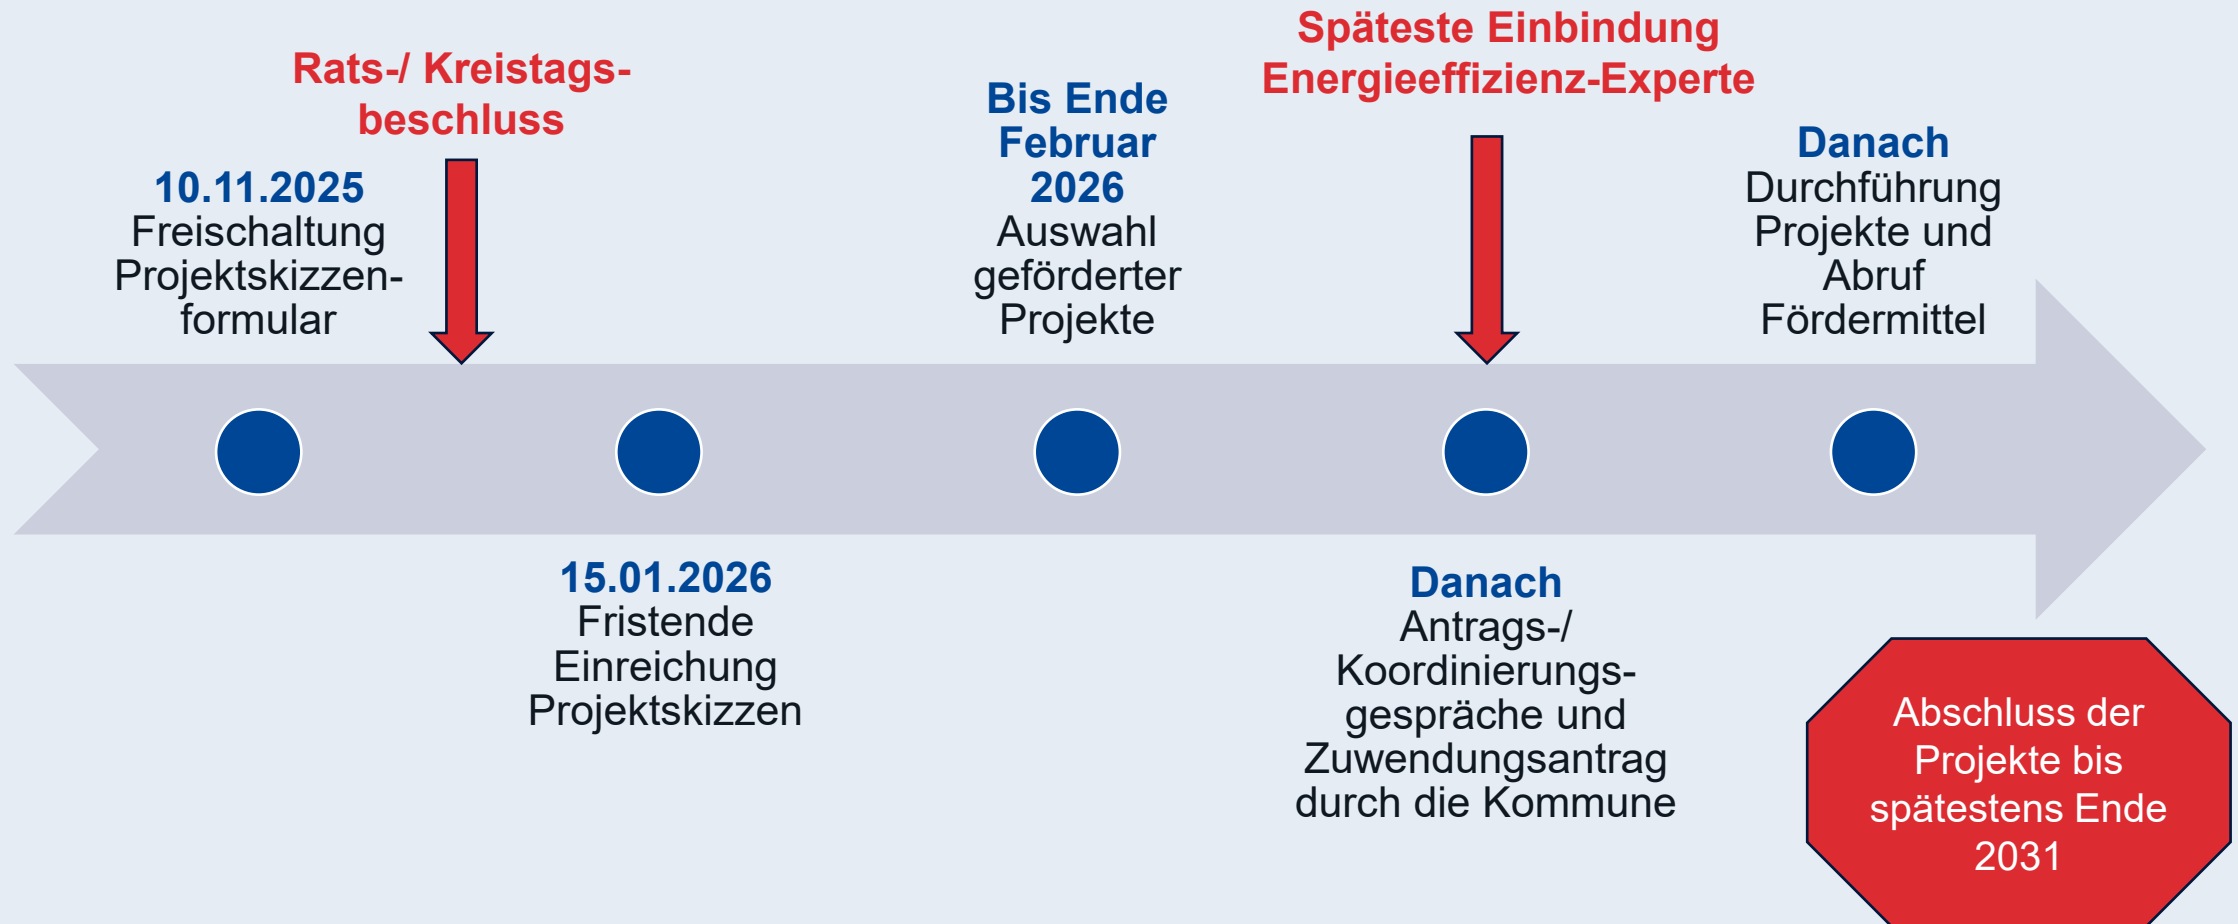 10.11.2025
Freischaltung
Projektskizzen-
formular
Rats-/ Kreistags-
beschluss
15.01.2026
Fristende
Einreichung
Projektskizzen
Bis Ende
Februar
2026
Auswahl
geförderter
Projekte
Späteste Einbindung
Energieeffizienz-Experte
Danach
Antrags-/
Koordinierungs-
gespräche und
Zuwendungsantrag
durch die Kommune
Danach
Durchführung
Projekte und
Abruf
Fördermittel
Abschluss der
Projekte bis
spätestens Ende
2031